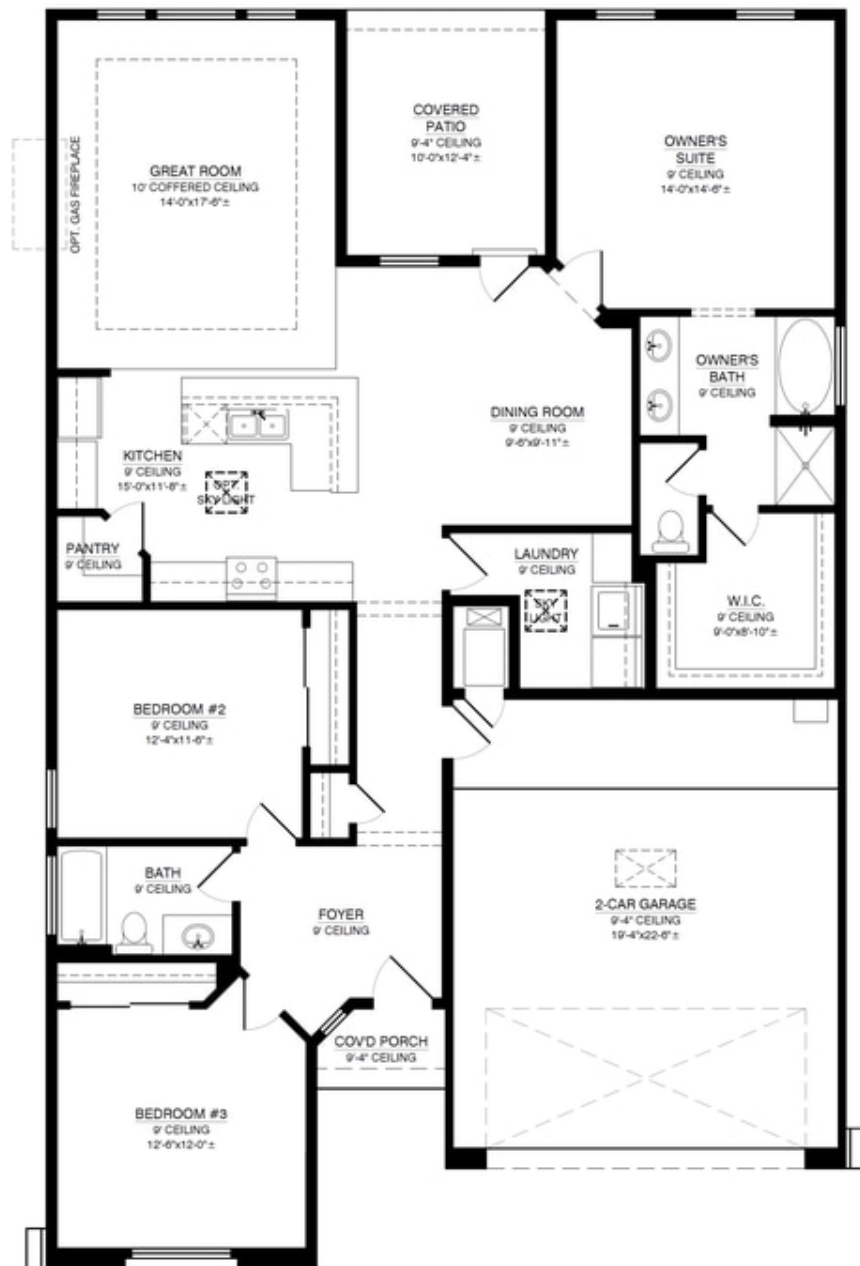 GREAT ROOM
10' COFFERED CEILING
14'-0"x17'-6"±
OPT. GAS FIREPLACE
COVERED
PATIO
9'-4" CEILING
10'-0"x12'-4"±
OWNER'S
SUITE
9' CEILING
14'-0"x14'-6"±
OWNER'S
BATH
9' CEILING
DINING ROOM
9' CEILING
9'-6"x9'-11"±
KITCHEN
9' CEILING
15'-0"x11'-8"±
OPT.
SKYLIGHT
PANTRY
9' CEILING
LAUNDRY
9' CEILING
SKY
LIGHT
W.I.C.
9' CEILING
9'-0"x8'-10"±
BEDROOM #2
9' CEILING
12'-4"x11'-6"±
BATH
9' CEILING
FOYER
9' CEILING
2-CAR GARAGE
9'-4" CEILING
19'-4"x22'-6"±
COV'D PORCH
9'-4" CEILING
BEDROOM #3
9' CEILING
12'-6"x12'-0"±